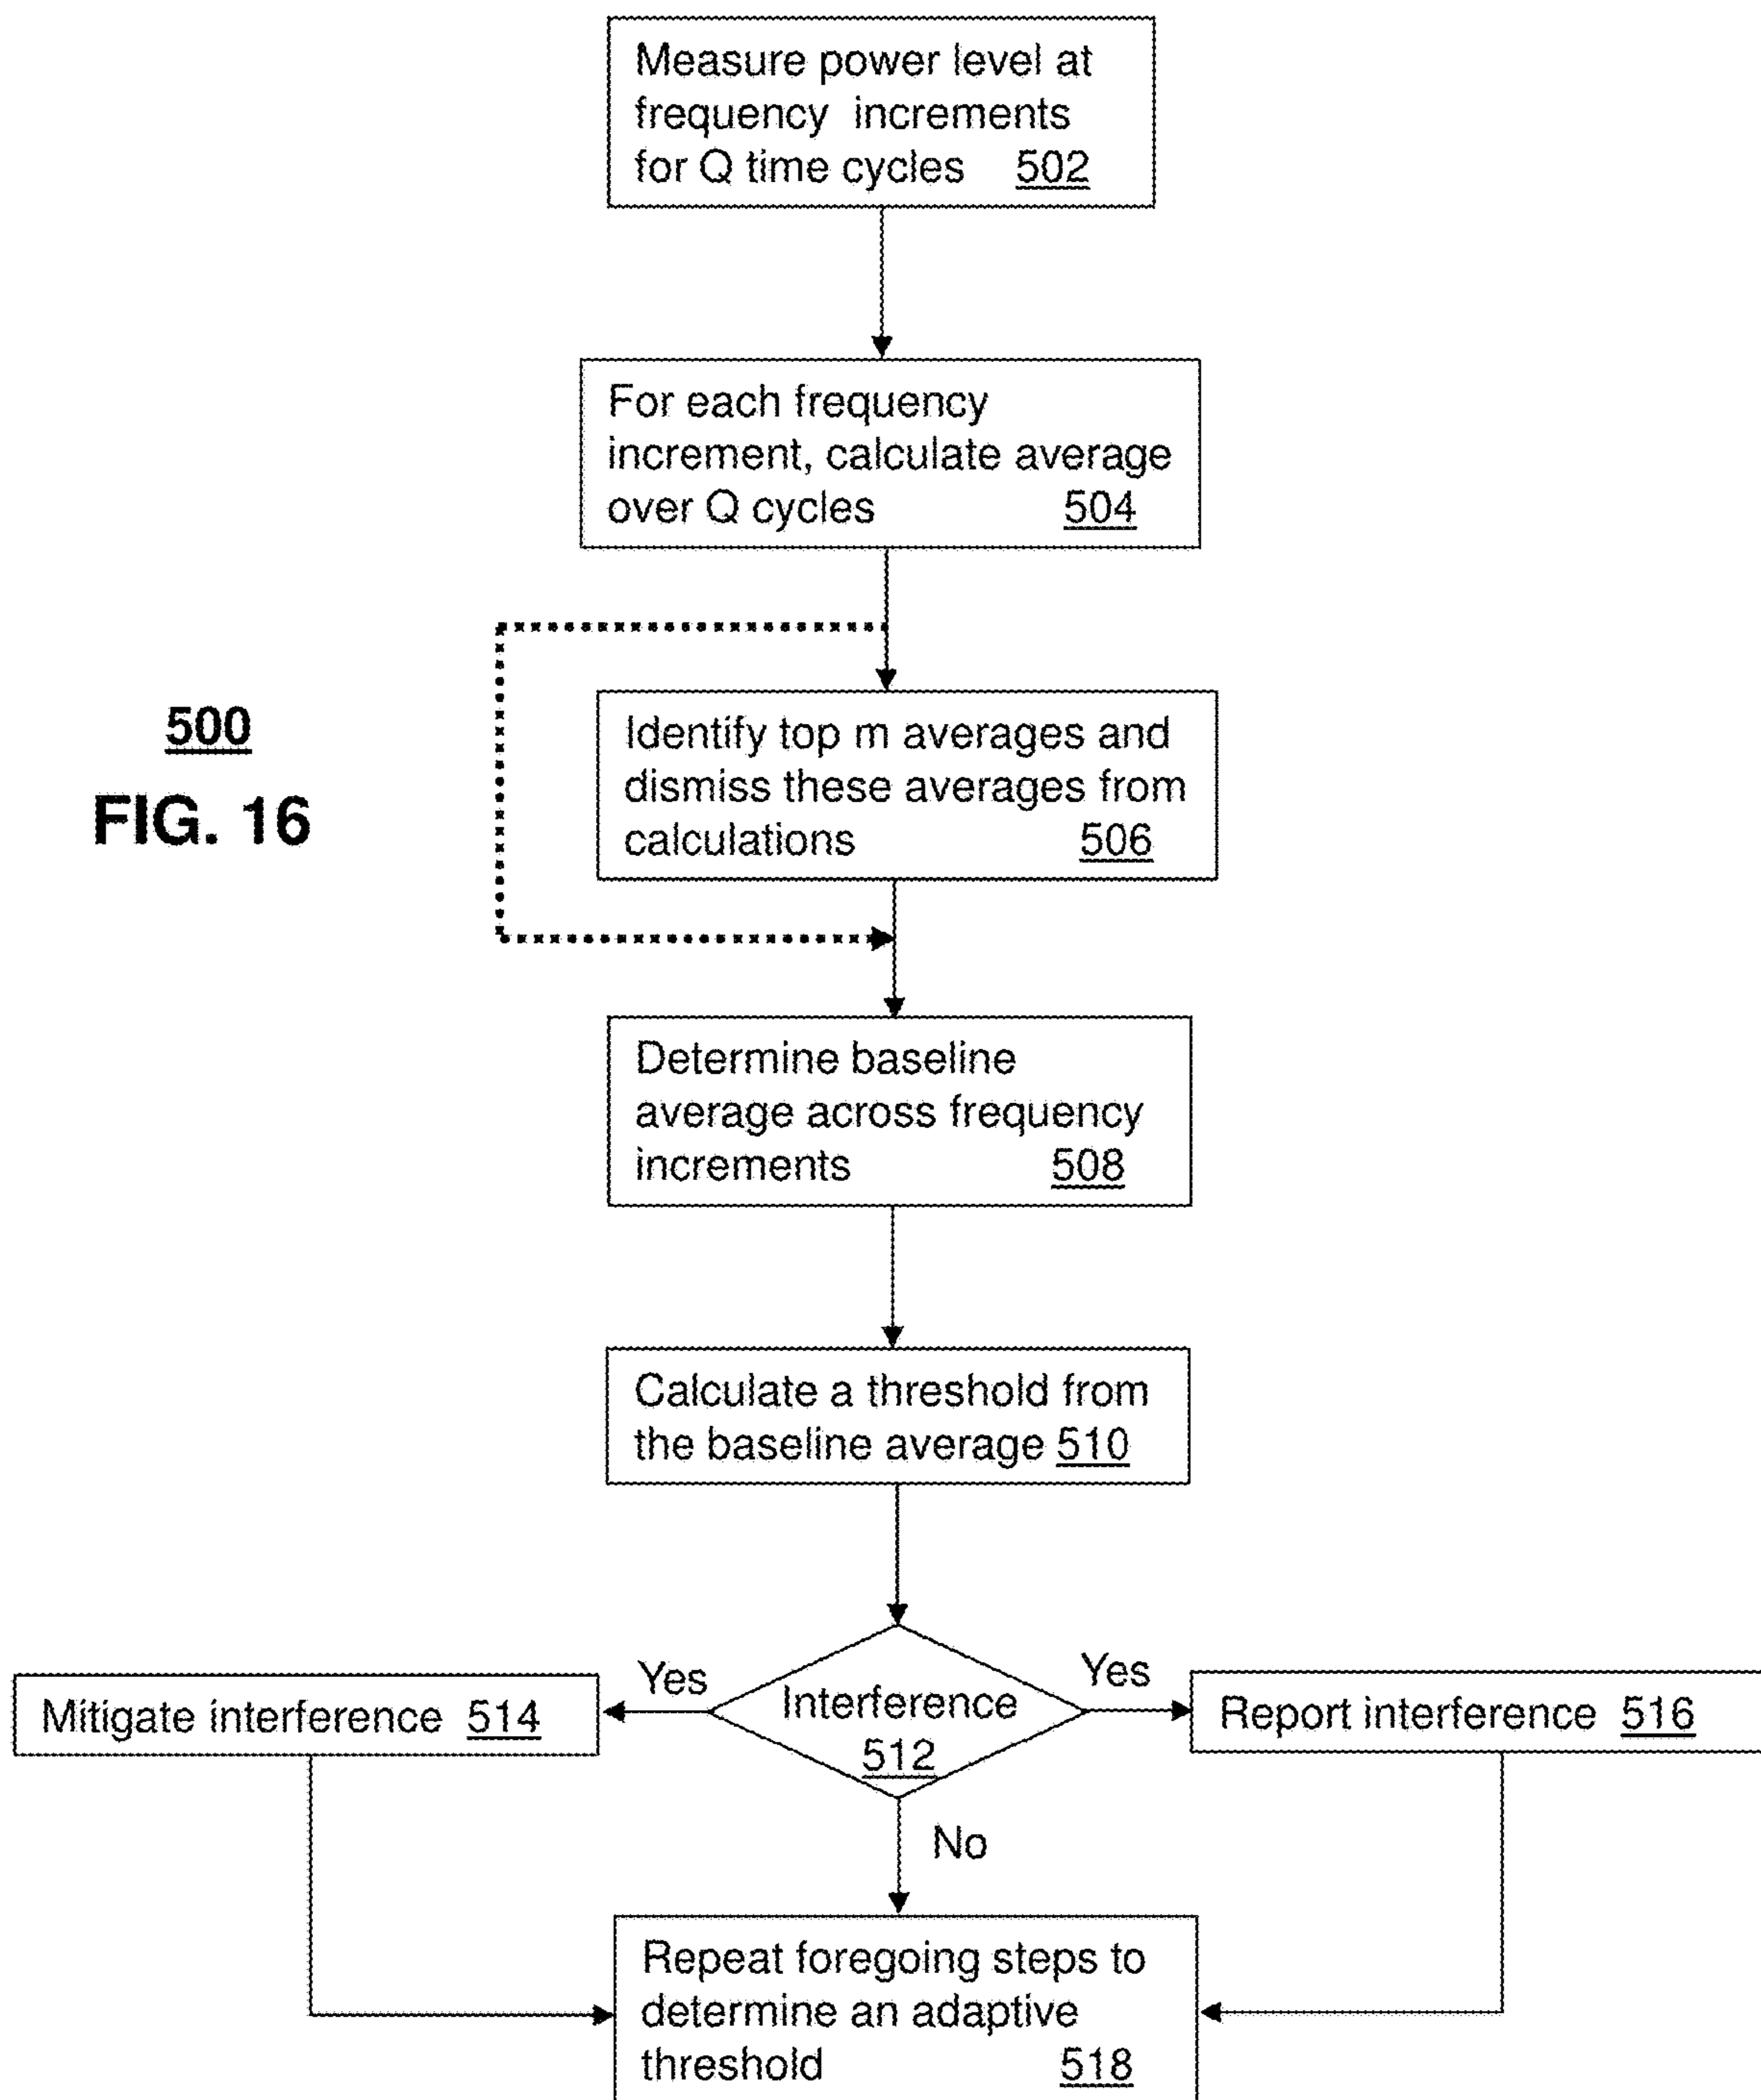 Measure power level at
frequency increments
for Q time cycles 502
For each frequency
increment, calculate average
over Q cycles 504
500
FIG. 16
Identify top m averages and
dismiss these averages from
calculations 506
Determine baseline
average across frequency
increments 508
Calculate a threshold from
the baseline average 510
Yes
Yes
Mitigate interference 514
Interference
512
Report interference 516
No
Repeat foregoing steps to
determine an adaptive
threshold 518